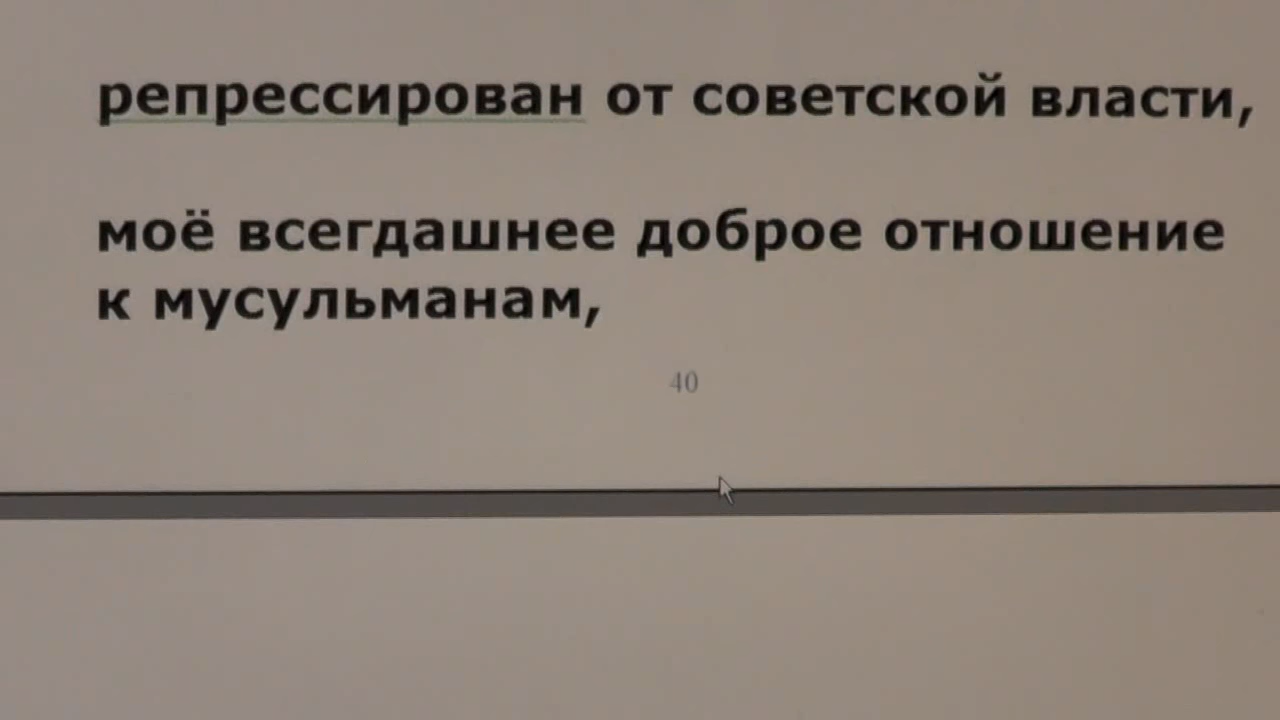 репрессирован от советской власти,
моё всегдашнее доброе отношение
к мусульманам,
40